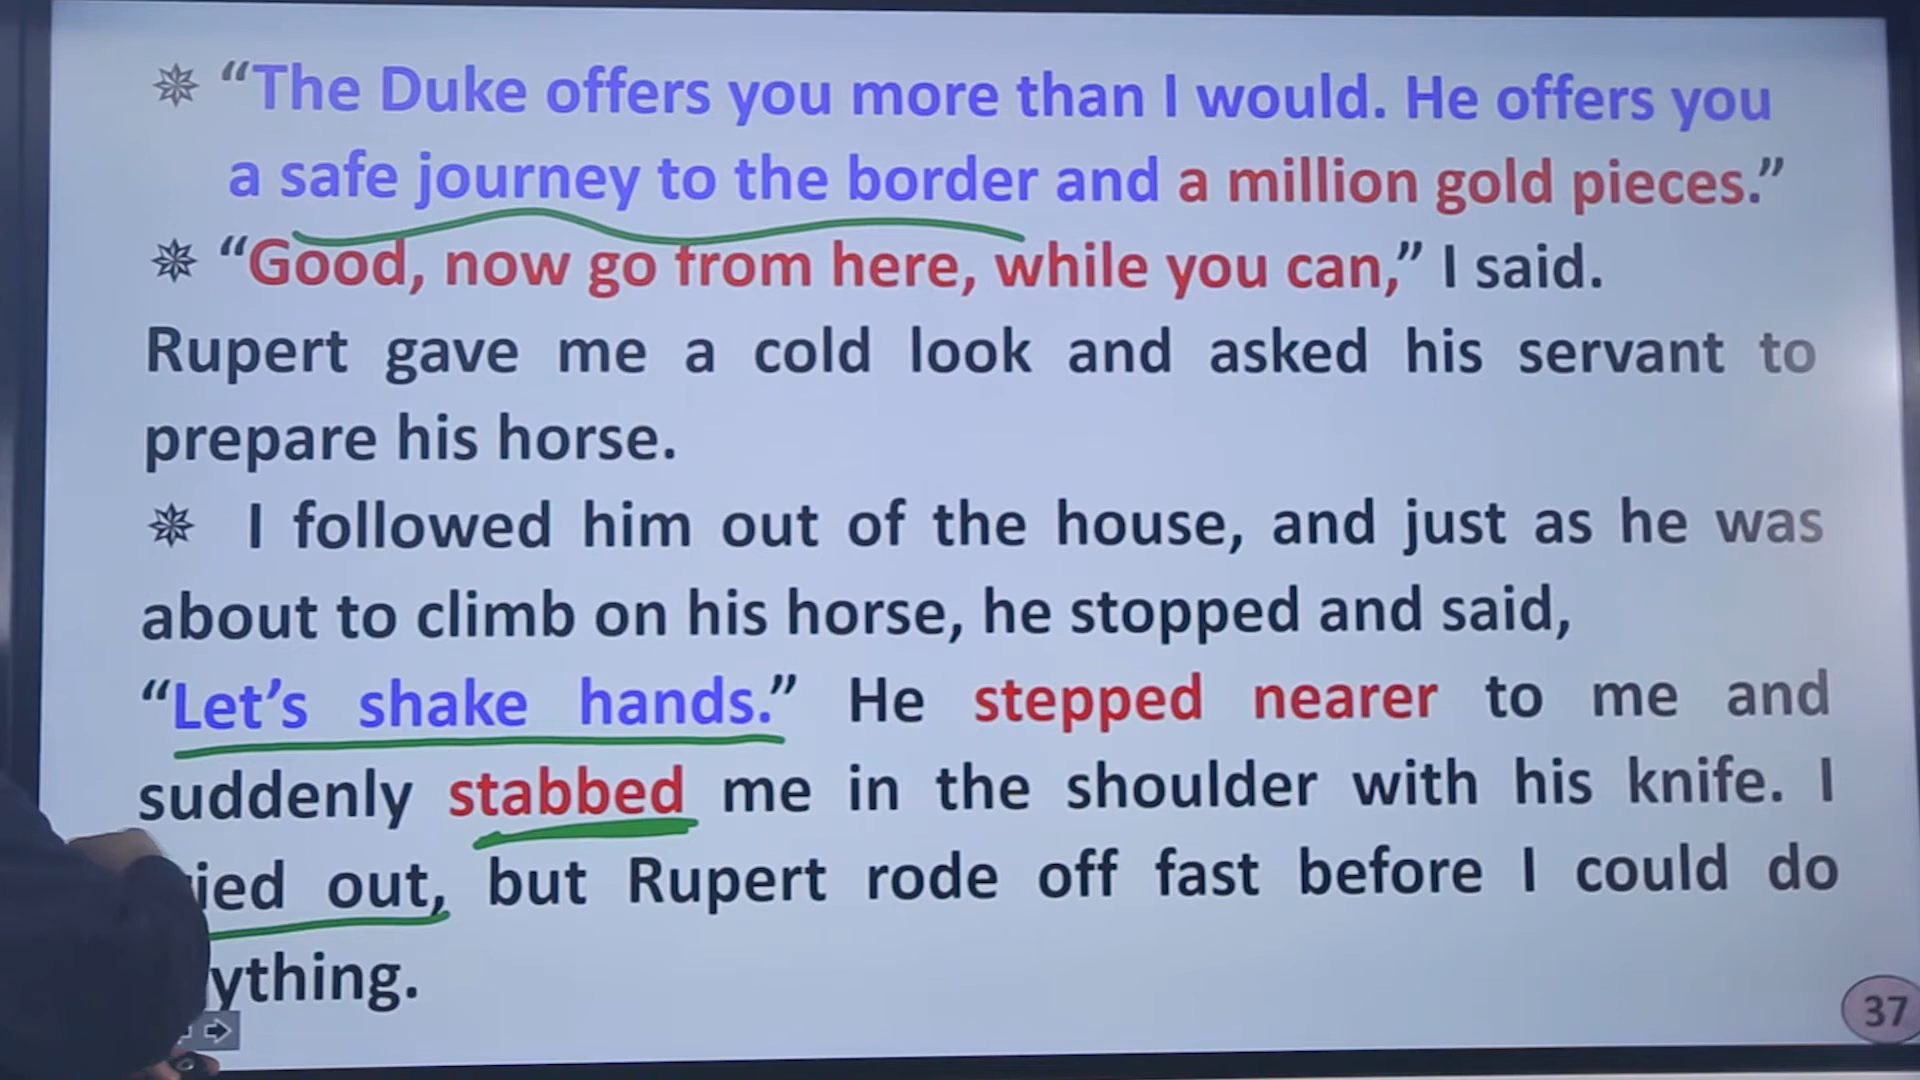 ✵ “The Duke offers you more than I would. He offers you
a safe journey to the border and a million gold pieces.”
✵ “Good, now go from here, while you can,” I said.
Rupert gave me a cold look and asked his servant to
prepare his horse.
✵ I followed him out of the house, and just as he was
about to climb on his horse, he stopped and said,
“Let’s shake hands.” He stepped nearer to me and
suddenly stabbed me in the shoulder with his knife. I
out, but Rupert rode off fast before I could do
37